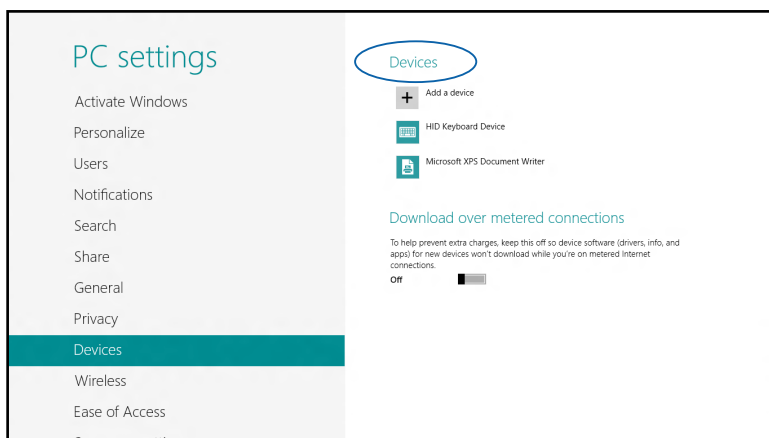 PC settings
Activate Windows
Personalize
Users
Notifications
Search
Share
General
Privacy
Devices
Wireless
Ease of Access
Devices
Add a device
HID Keyboard Device
Microsoft XPS Document Writer
Download over metered connections
To help prevent extra charges, keep this off so device software (drivers, info, and
apps) for new devices won't download while you're on metered Internet
connections.
Off